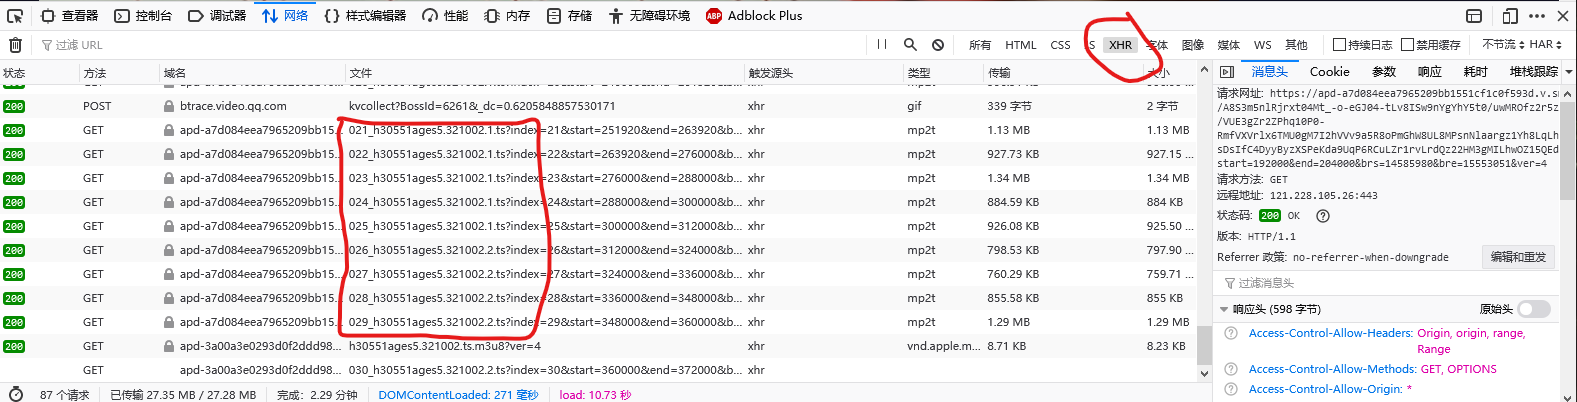 查看器 控制台 调试器 网络 样式编辑器 性能 内存 存储 无障碍环境 ABP Adblock Plus
过滤 URL 所有 HTML CSS JS XHR 字体 图像 媒体 WS 其他 持续日志 禁用缓存 不节流 HAR
状态 方法 域名 文件 触发源头 类型 传输 大小
200 POST btrace.video.qq.com kvcollect?BossId=6261&_dc=0.6205848857530171 xhr gif 339 字节 2 字节
200 GET apd-a7d084eea7965209bb15... 021_h30551ages5.321002.1.ts?index=21&start=251920&end=263920&b... xhr mp2t 1.13 MB 1.13 MB
200 GET apd-a7d084eea7965209bb15... 022_h30551ages5.321002.1.ts?index=22&start=263920&end=276000&b... xhr mp2t 927.73 KB 927.15 ...
200 GET apd-a7d084eea7965209bb15... 023_h30551ages5.321002.1.ts?index=23&start=276000&end=288000&b... xhr mp2t 1.34 MB 1.34 MB
200 GET apd-a7d084eea7965209bb15... 024_h30551ages5.321002.1.ts?index=24&start=288000&end=300000&b... xhr mp2t 884.59 KB 884 KB
200 GET apd-a7d084eea7965209bb15... 025_h30551ages5.321002.1.ts?index=25&start=300000&end=312000&b... xhr mp2t 926.08 KB 925.50 ...
200 GET apd-a7d084eea7965209bb15... 026_h30551ages5.321002.2.ts?index=26&start=312000&end=324000&b... xhr mp2t 798.53 KB 797.90 ...
200 GET apd-a7d084eea7965209bb15... 027_h30551ages5.321002.2.ts?index=27&start=324000&end=336000&b... xhr mp2t 760.29 KB 759.71 ...
200 GET apd-a7d084eea7965209bb15... 028_h30551ages5.321002.2.ts?index=28&start=336000&end=348000&b... xhr mp2t 855.58 KB 855 KB
200 GET apd-a7d084eea7965209bb15... 029_h30551ages5.321002.2.ts?index=29&start=348000&end=360000&b... xhr mp2t 1.29 MB 1.29 MB
200 GET apd-3a00a3e0293d0f2ddd98... h30551ages5.321002.ts.m3u8?ver=4 xhr vnd.apple.m... 8.71 KB 8.23 KB
GET apd-3a00a3e0293d0f2ddd98... 030_h30551ages5.321002.2.ts?index=30&start=360000&end=372000&b... xhr
87 个请求 已传输 27.35 MB / 27.28 MB 完成：2.29 分钟 DOMContentLoaded: 271 毫秒 load: 10.73 秒
消息头 Cookie 参数 响应 耗时 堆栈跟踪
请求网址: https://apd-a7d084eea7965209bb1551cf1c0f593d.v.sm
/A8S3m5nlRjrxt04Mt_-o-eGJ04-tLv8ISw9nYgYhY5t0/uwMROfz2r5z
/VUE3gZr2ZPhq10P0-
RmfVXVrlx6TMU0gM7I2hVVv9a5R8oPmGhW8UL8MPsnNlaargz1Yh8LqLh
sDsIfC4DyyByzXSPeKda9UqP6RCuLZr1rvLrdQz22HM3gMILhwOZ15QEd
start=192000&end=204000&brs=14585980&bre=15553051&ver=4
请求方法: GET
远程地址: 121.228.105.26:443
状态码: 200 OK
版本: HTTP/1.1
Referrer 政策: no-referrer-when-downgrade 编辑和重发
过滤消息头
响应头 (598 字节) 原始头
Access-Control-Allow-Headers: Origin, origin, range,
Range
Access-Control-Allow-Methods: GET, OPTIONS
Access-Control-Allow-Origin: *